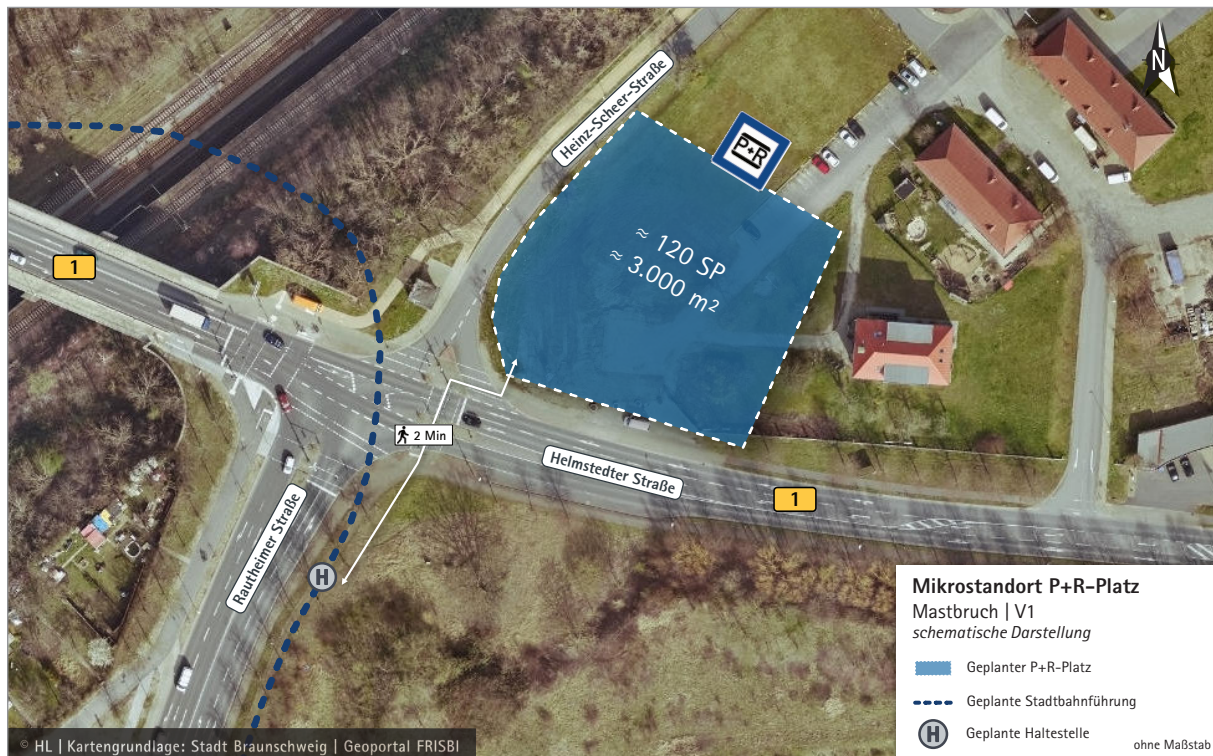 N
Heinz-Scheer-Straße
P+R
≈ 120 SP
≈ 3.000 m²
1
2 Min
Helmstedter Straße
1
Rautheimer Straße
H
Mikrostandort P+R-Platz
Mastbruch | V1
schematische Darstellung
Geplanter P+R-Platz
Geplante Stadtbahnführung
H Geplante Haltestelle
ohne Maßstab
© HL | Kartengrundlage: Stadt Braunschweig | Geoportal FRISBI